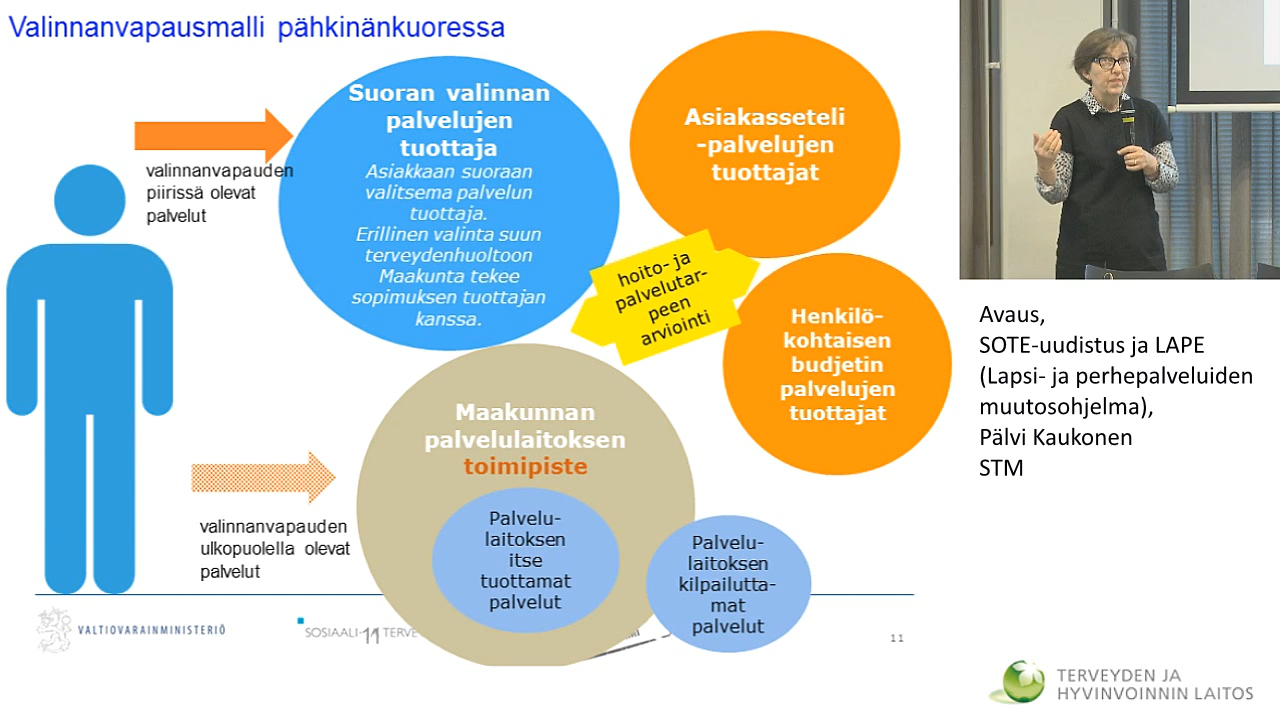 Valinnanvapausmalli pähkinänkuoressa
valinnanvapauden
piirissä olevat
palvelut
Suoran valinnan
palvelujen
tuottaja
Asiakkaan suoraan
valitsema palvelun
tuottaja.
Erillinen valinta suun
terveydenhuoltoon
Maakunta tekee
sopimuksen tuottajan
kanssa.
Asiakasseteli
-palvelujen
tuottajat
hoito- ja
palvelutar-
peen
arviointi
Henkilö-
kohtaisen
budjetin
palvelujen
tuottajat
Maakunnan
palvelulaitoksen
toimipiste
valinnanvapauden
ulkopuolella olevat
palvelut
Palvelu-
laitoksen
itse
tuottamat
palvelut
Palvelu-
laitoksen
kilpailutta-
mat
palvelut
VALTIOVARAINMINISTERIÖ
SOSIAALI-
11
11
Avaus,
SOTE-uudistus ja LAPE
(Lapsi- ja perhepalveluiden
muutosohjelma),
Pälvi Kaukonen
STM
TERVEYDEN JA
HYVINVOINNIN LAITOS